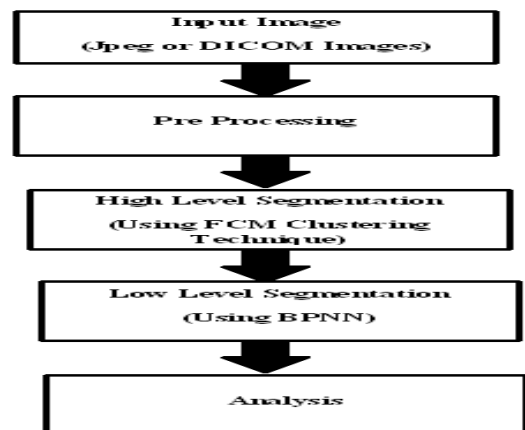 Input Image
(Jpeg or DICOM Images)
Pre Processing
High Level Segmentation
(Using FCM Clustering
Technique)
Low Level Segmentation
(Using BPNN)
Analysis